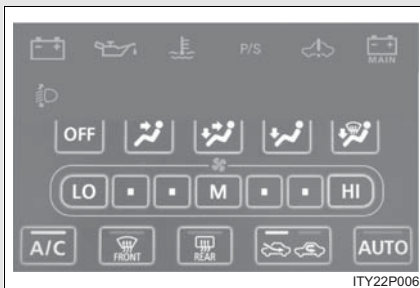 P/S
MAIN
OFF
LO M HI
A/C FRONT REAR AUTO
ITY22P006